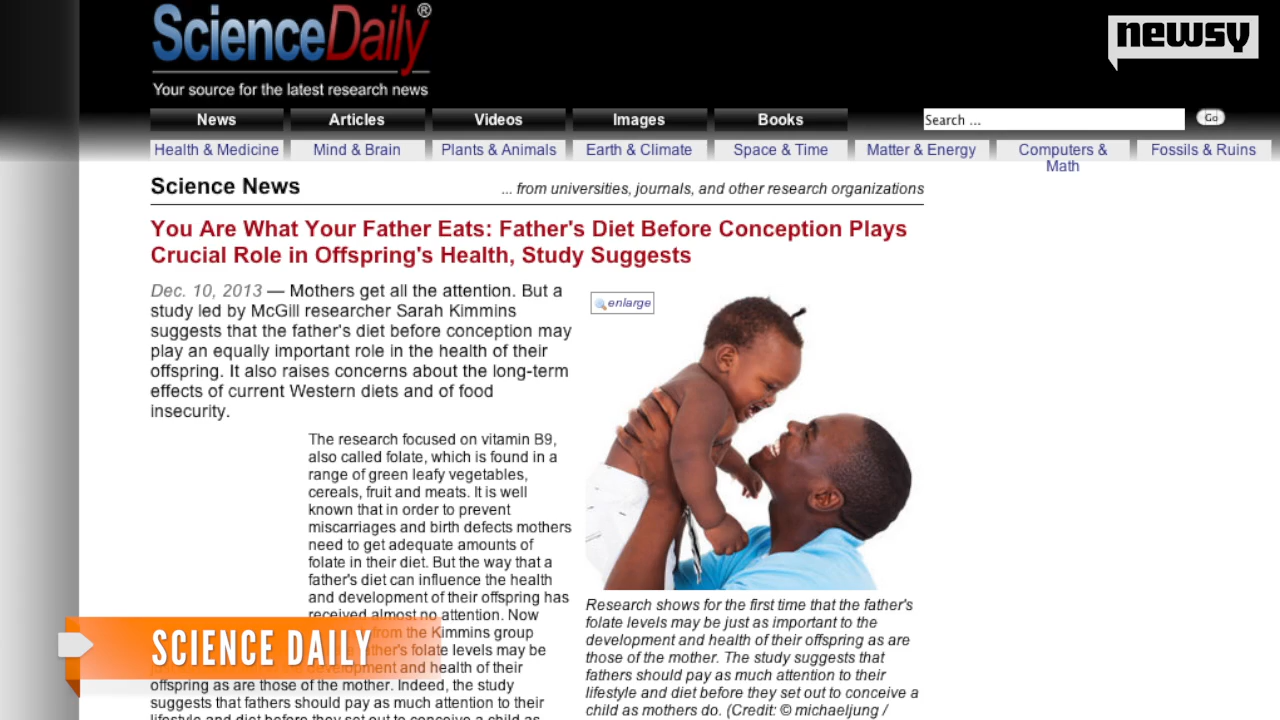 ScienceDaily®
newsy
Your source for the latest research news
News Articles Videos Images Books
Search ... Go
Health & Medicine Mind & Brain Plants & Animals Earth & Climate Space & Time Matter & Energy Computers & Math Fossils & Ruins
Science News
... from universities, journals, and other research organizations
You Are What Your Father Eats: Father's Diet Before Conception Plays
Crucial Role in Offspring's Health, Study Suggests
Dec. 10, 2013 — Mothers get all the attention. But a
study led by McGill researcher Sarah Kimmins
suggests that the father's diet before conception may
play an equally important role in the health of their
offspring. It also raises concerns about the long-term
effects of current Western diets and of food
insecurity.
The research focused on vitamin B9,
also called folate, which is found in a
range of green leafy vegetables,
cereals, fruit and meats. It is well
known that in order to prevent
miscarriages and birth defects mothers
need to get adequate amounts of
folate in their diet. But the way that a
father's diet can influence the health
and development of their offspring has
received almost no attention. Now
from the Kimmins group
father's folate levels may be
development and health of their
offspring as are those of the mother. Indeed, the study
suggests that fathers should pay as much attention to their
lifestyle and diet before they set out to conceive a child as
enlarge
Research shows for the first time that the father's
folate levels may be just as important to the
development and health of their offspring as are
those of the mother. The study suggests that
fathers should pay as much attention to their
lifestyle and diet before they set out to conceive a
child as mothers do. (Credit: © michaeljung /
SCIENCE DAILY